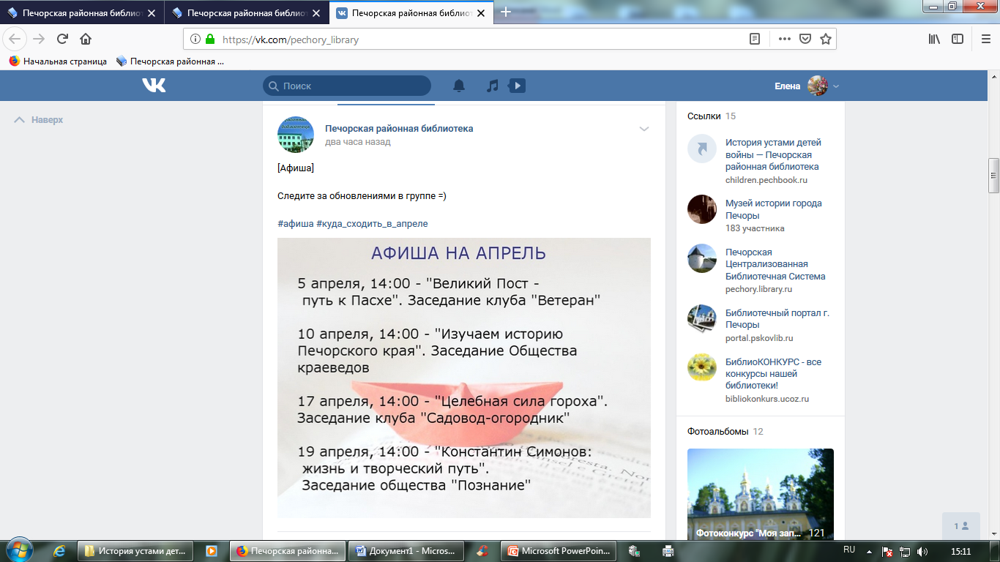 Печорская районная библиот
Печорская районная библиот
Печорская районная библиот
https://vk.com/pechory_library
Начальная страница
Печорская районная ...
Поиск
Елена
Наверх
Печорская районная библиотека
два часа назад
[Афиша]
Следите за обновлениями в группе =)
#афиша #куда_сходить_в_апреле
АФИША НА АПРЕЛЬ
5 апреля, 14:00 - "Великий Пост -
путь к Пасхе". Заседание клуба "Ветеран"
10 апреля, 14:00 - "Изучаем историю
Печорского края". Заседание Общества
краеведов
17 апреля, 14:00 - "Целебная сила гороха".
Заседание клуба "Садовод-огородник"
19 апреля, 14:00 - "Константин Симонов:
жизнь и творческий путь".
Заседание общества "Познание"
Ссылки 15
История устами детей
войны — Печорская
районная библиотека
children.pechbook.ru
Музей истории города
Печоры
183 участника
Печорская
Централизованная
Библиотечная Система
pechory.library.ru
Библиотечный портал г.
Печоры
portal.pskovlib.ru
БиблиоКОНКУРС - все
конкурсы нашей
библиотеки!
bibliokonkurs.ucoz.ru
Фотоальбомы 12
Фотоконкурс "Моя зап... 121
1
История устами дет...
Печорская районна...
Документ1 - Micros...
Microsoft PowerPoin...
RU
15:11